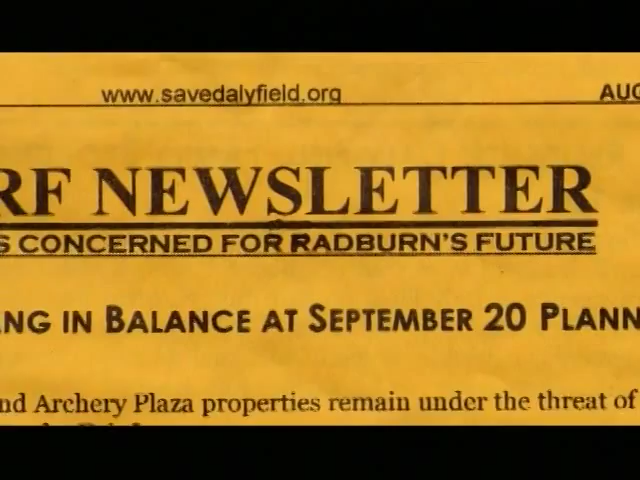 www.savedalyfield.org AUG
RF NEWSLETTER
S CONCERNED FOR RADBURN'S FUTURE
ING IN BALANCE AT SEPTEMBER 20 PLANN
nd Archery Plaza properties remain under the threat of